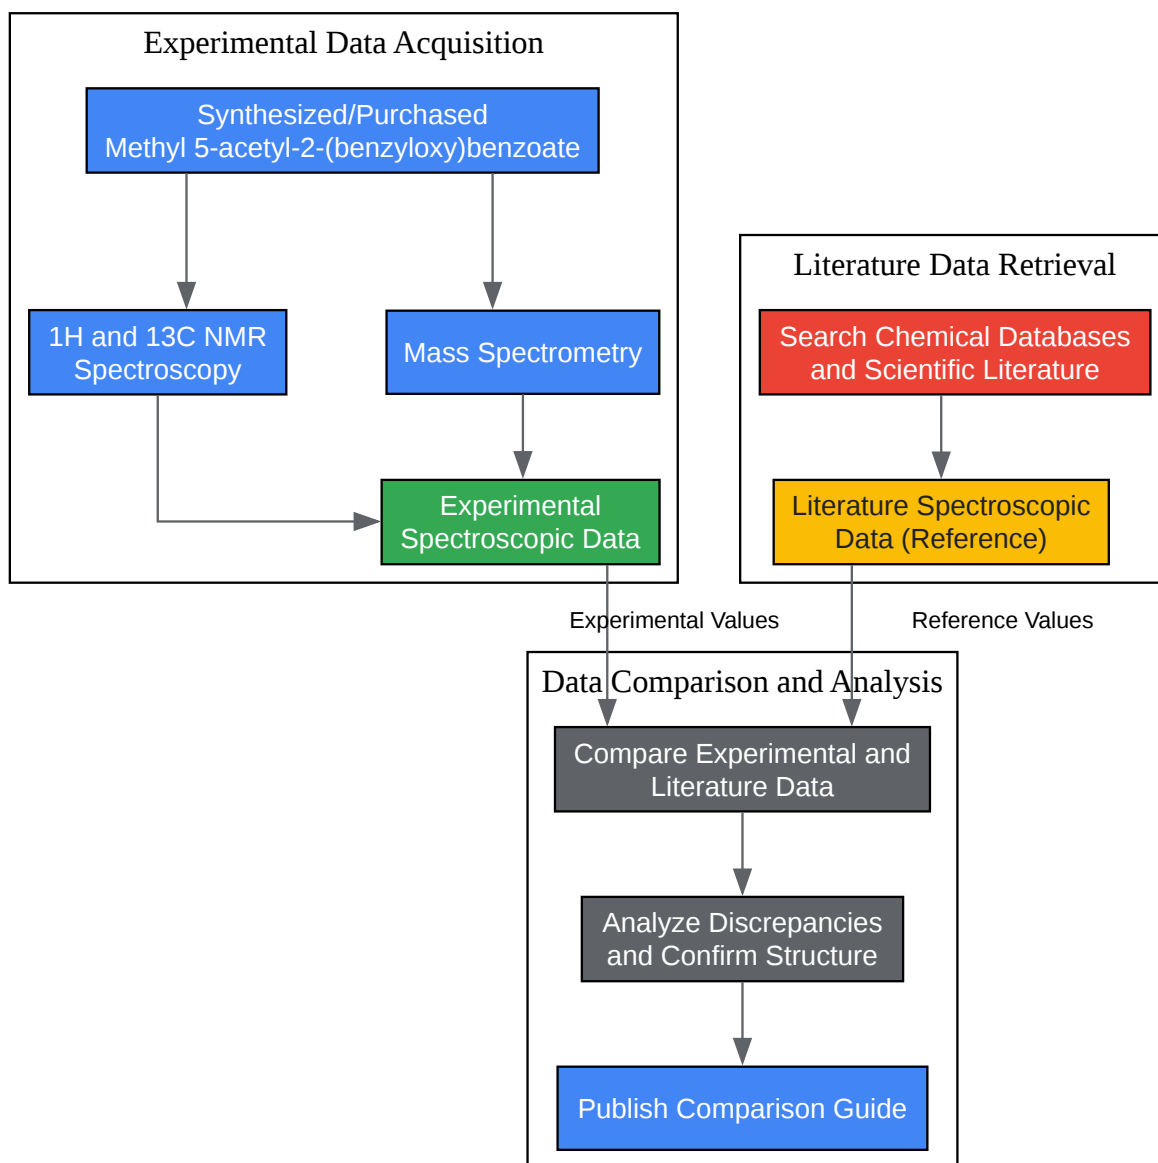 Experimental Data Acquisition
Synthesized/Purchased
Methyl 5-acetyl-2-(benzyloxy)benzoate
1H and 13C NMR
Spectroscopy
Mass Spectrometry
Experimental
Spectroscopic Data
Literature Data Retrieval
Search Chemical Databases
and Scientific Literature
Literature Spectroscopic
Data (Reference)
Experimental Values
Reference Values
Data Comparison and Analysis
Compare Experimental and
Literature Data
Analyze Discrepancies
and Confirm Structure
Publish Comparison Guide